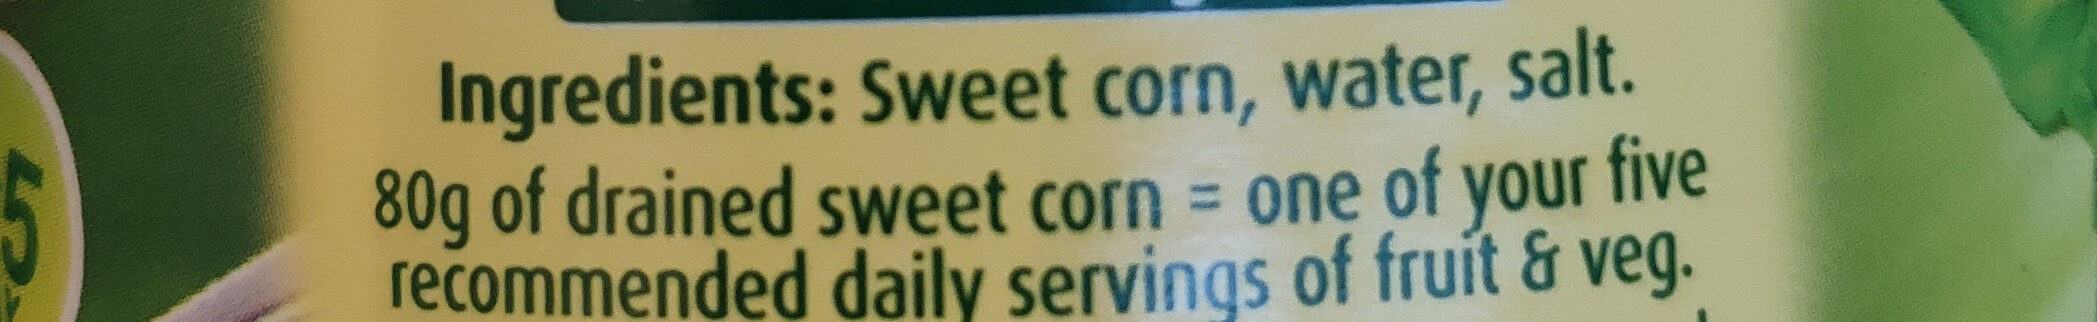 Ingredients: Sweet corn, water, salt.
80g of drained sweet corn = one of your five
recommended daily servings of fruit & veg.
5